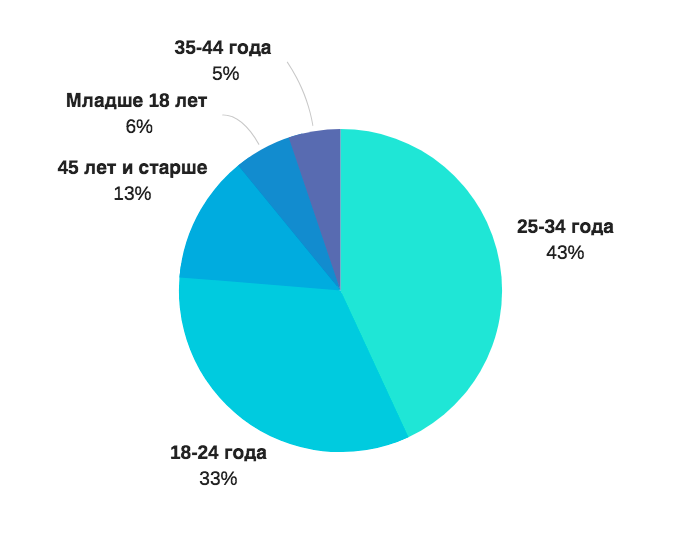 35-44 года
5%
Младше 18 лет
6%
45 лет и старше
13%
25-34 года
43%
18-24 года
33%